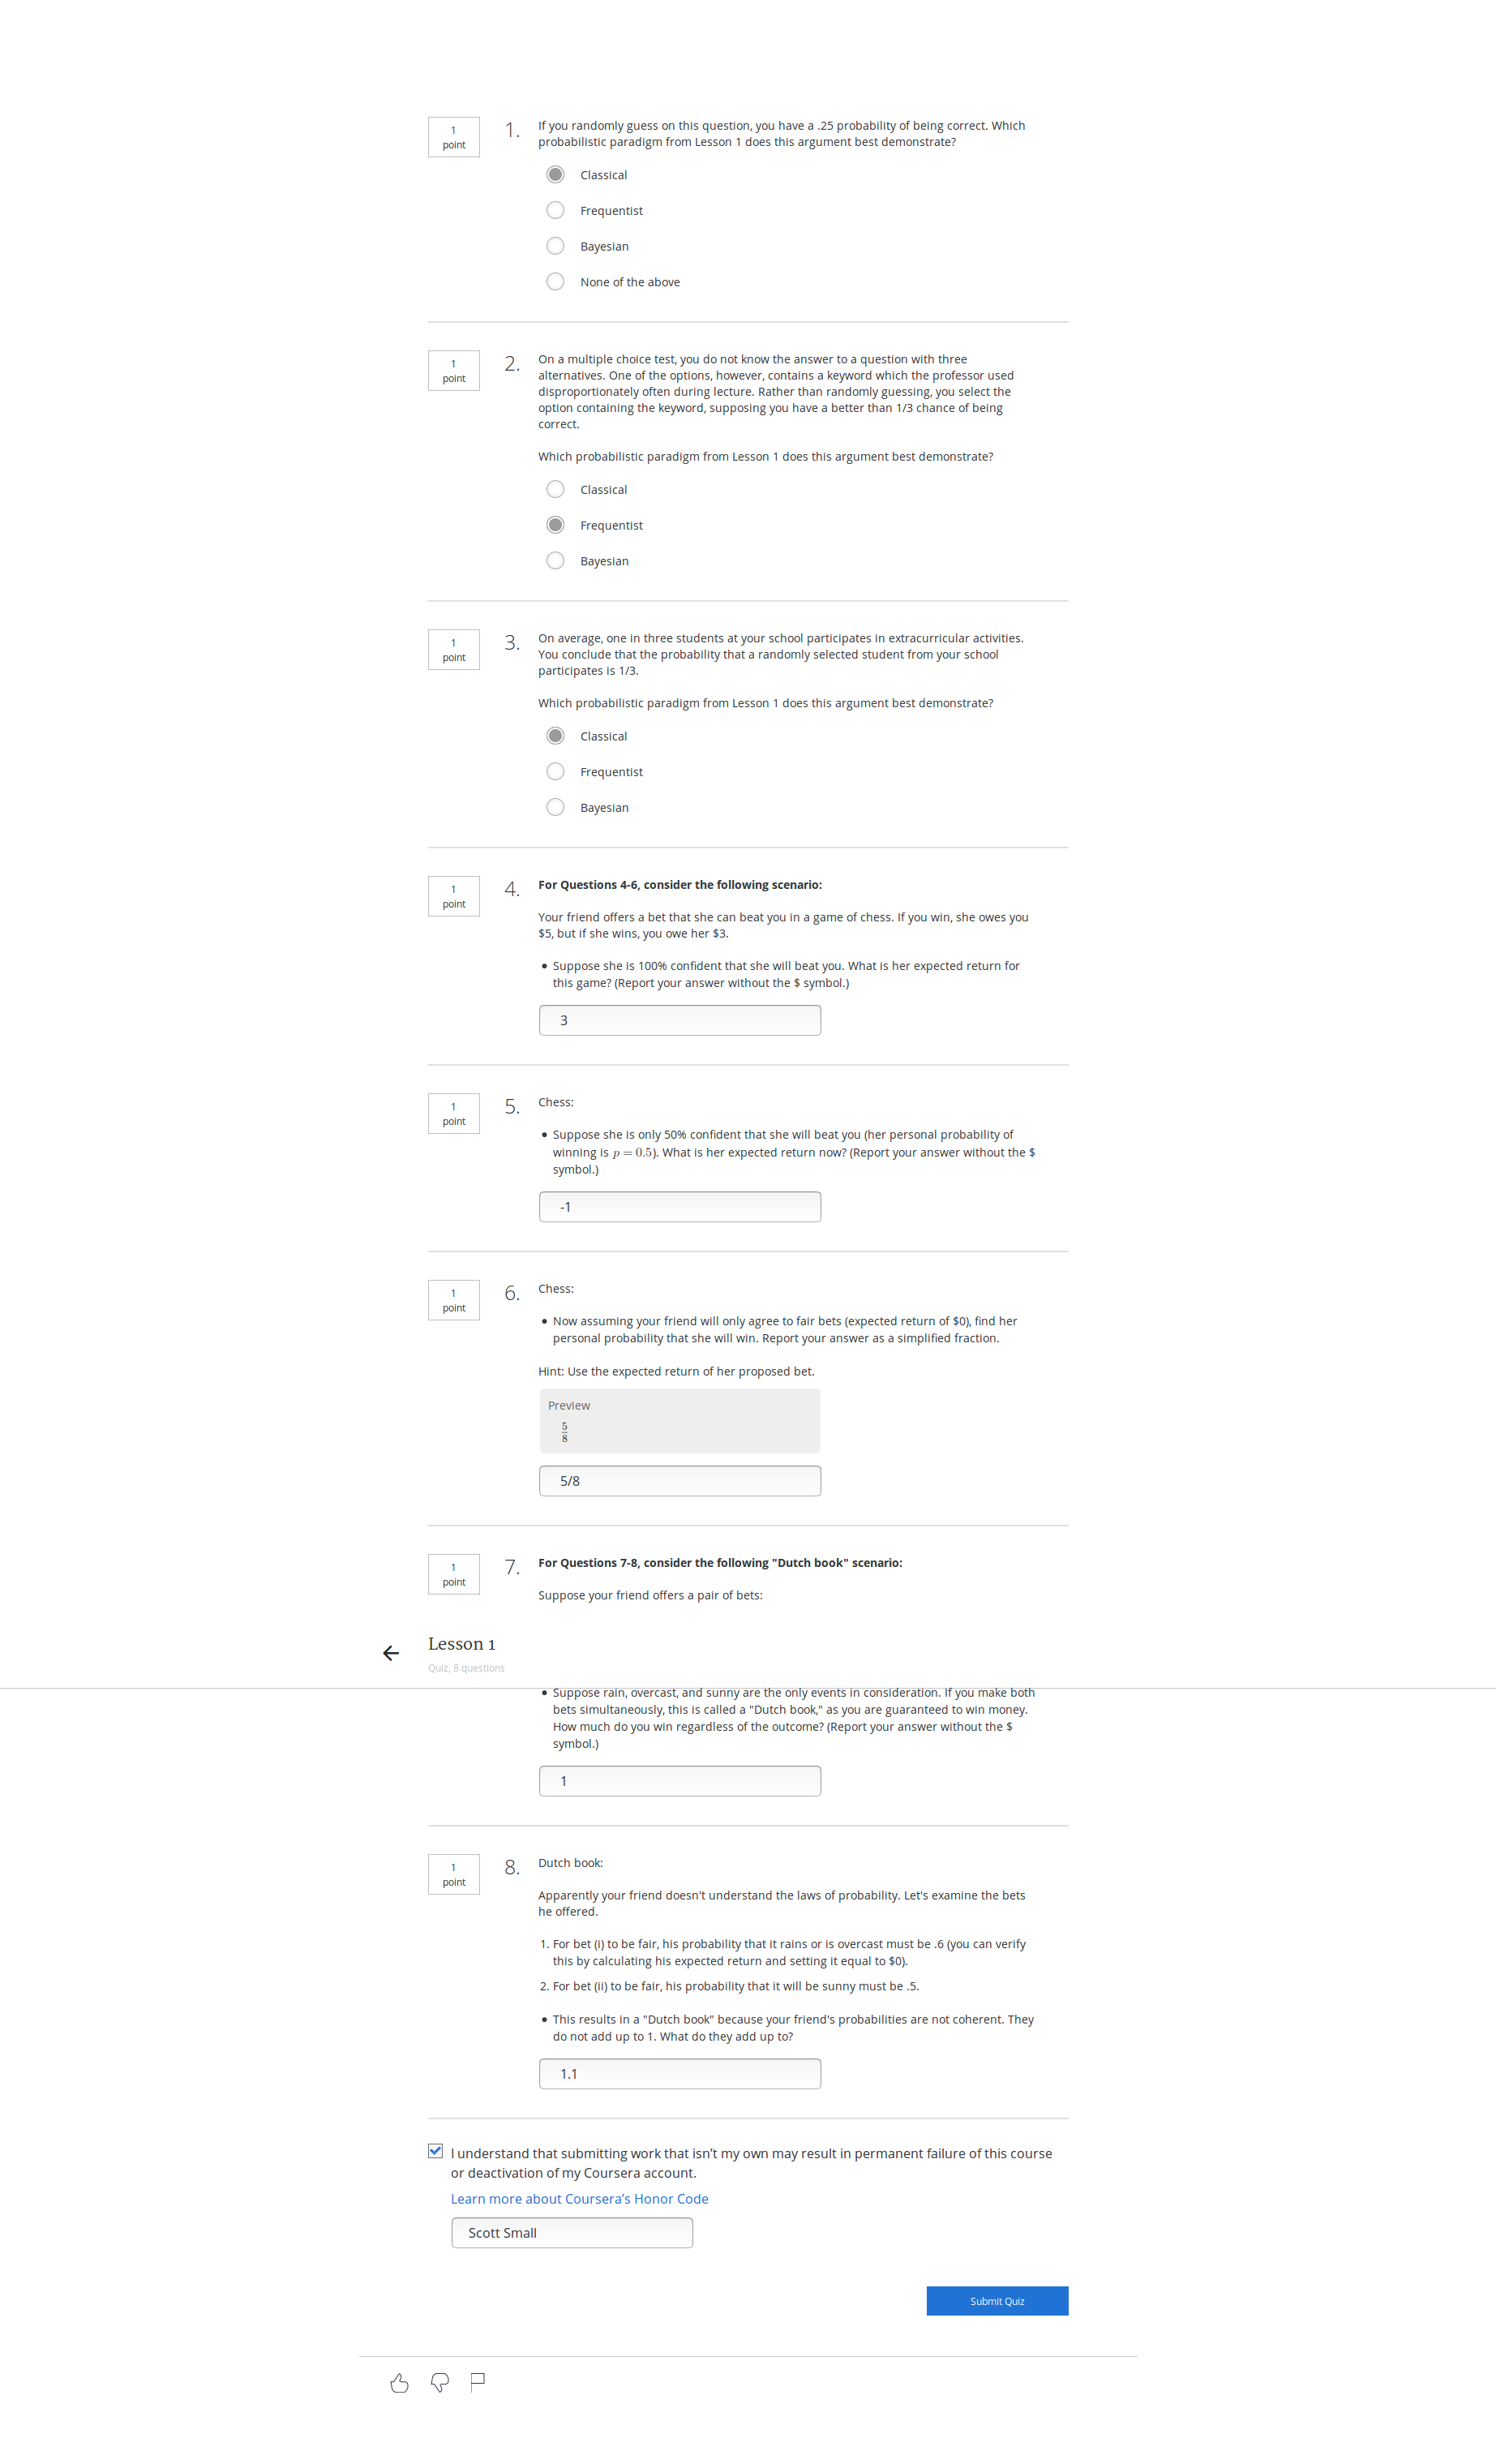 1
point
1.
If you randomly guess on this question, you have a .25 probability of being correct. Which
probabilistic paradigm from Lesson 1 does this argument best demonstrate?
Classical
Frequentist
Bayesian
None of the above
1
point
2.
On a multiple choice test, you do not know the answer to a question with three
alternatives. One of the options, however, contains a keyword which the professor used
disproportionately often during lecture. Rather than randomly guessing, you select the
option containing the keyword, supposing you have a better than 1/3 chance of being
correct.
Which probabilistic paradigm from Lesson 1 does this argument best demonstrate?
Classical
Frequentist
Bayesian
1
point
3.
On average, one in three students at your school participates in extracurricular activities.
You conclude that the probability that a randomly selected student from your school
participates is 1/3.
Which probabilistic paradigm from Lesson 1 does this argument best demonstrate?
Classical
Frequentist
Bayesian
1
point
4.
For Questions 4-6, consider the following scenario:
Your friend offers a bet that she can beat you in a game of chess. If you win, she owes you
$5, but if she wins, you owe her $3.
• Suppose she is 100% confident that she will beat you. What is her expected return for
this game? (Report your answer without the $ symbol.)
3
1
point
5.
Chess:
• Suppose she is only 50% confident that she will beat you (her personal probability of
winning is p = 0.5). What is her expected return now? (Report your answer without the $
symbol.)
-1
1
point
6.
Chess:
• Now assuming your friend will only agree to fair bets (expected return of $0), find her
personal probability that she will win. Report your answer as a simplified fraction.
Hint: Use the expected return of her proposed bet.
Preview
5
8
5/8
1
point
7.
For Questions 7-8, consider the following "Dutch book" scenario:
Suppose your friend offers a pair of bets:
Lesson 1
Quiz, 8 questions
• Suppose rain, overcast, and sunny are the only events in consideration. If you make both
bets simultaneously, this is called a "Dutch book," as you are guaranteed to win money.
How much do you win regardless of the outcome? (Report your answer without the $
symbol.)
1
1
point
8.
Dutch book:
Apparently your friend doesn't understand the laws of probability. Let's examine the bets
he offered.
1. For bet (i) to be fair, his probability that it rains or is overcast must be .6 (you can verify
this by calculating his expected return and setting it equal to $0).
2. For bet (ii) to be fair, his probability that it will be sunny must be .5.
• This results in a "Dutch book" because your friend's probabilities are not coherent. They
do not add up to 1. What do they add up to?
1.1
I understand that submitting work that isn't my own may result in permanent failure of this course
or deactivation of my Coursera account.
Learn more about Coursera's Honor Code
Scott Small
Submit Quiz